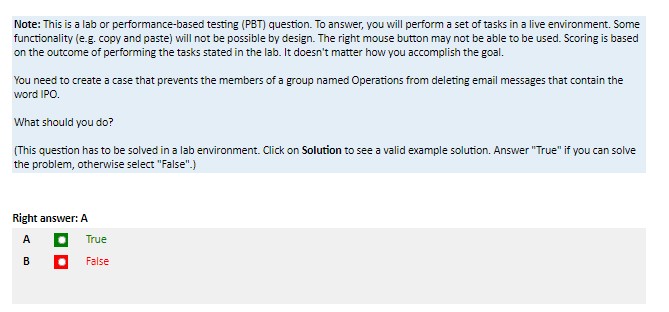 Note: This is a lab or performance-based testing (PBT) question. To answer, you will perform a set of tasks in a live environment. Some
functionality (e.g. copy and paste) will not be possible by design. The right mouse button may not be able to be used. Scoring is based
on the outcome of performing the tasks stated in the lab. It doesn't matter how you accomplish the goal.
You need to create a case that prevents the members of a group named Operations from deleting email messages that contain the
word IPO.
What should you do?
(This question has to be solved in a lab environment. Click on Solution to see a valid example solution. Answer "True" if you can solve
the problem, otherwise select "False".)
Right answer: A
A True
B False